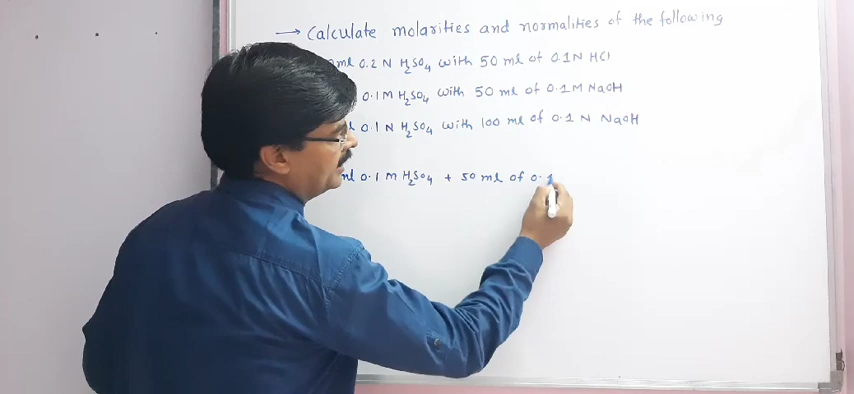 → Calculate molarities and normalities of the following
ml 0.2 N H₂SO₄ with 50 ml of 0.1 N HCl
0.1 M H₂SO₄ with 50 ml of 0.1 M NaOH
0.1 N H₂SO₄ with 100 ml of 0.1 N NaOH
ml 0.1 M H₂SO₄ + 50 ml of 0.1